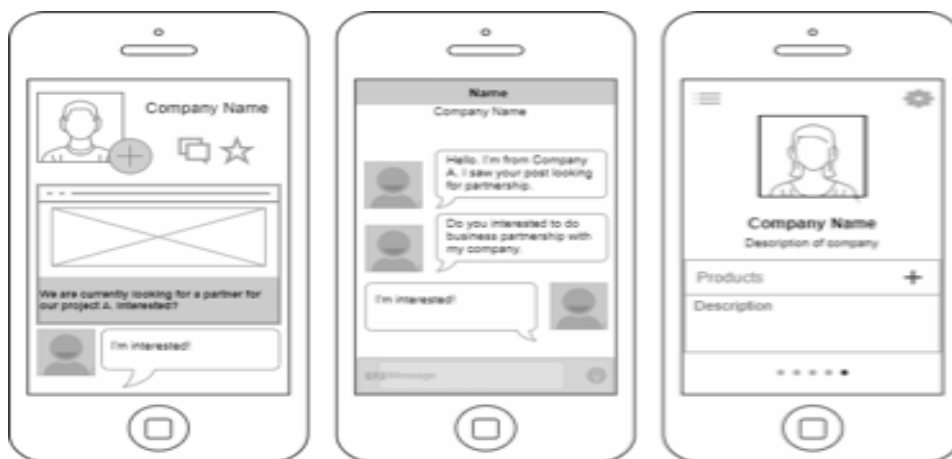 Company Name
We are currently looking for a partner for
our project A. Interested?
I'm interested!
Name
Company Name
Hello. I'm from Company
A. I saw your post looking
for partnership.
Do you interested to do
business partnership with
my company.
I'm interested!
Message
Company Name
Description of company
Products
Description